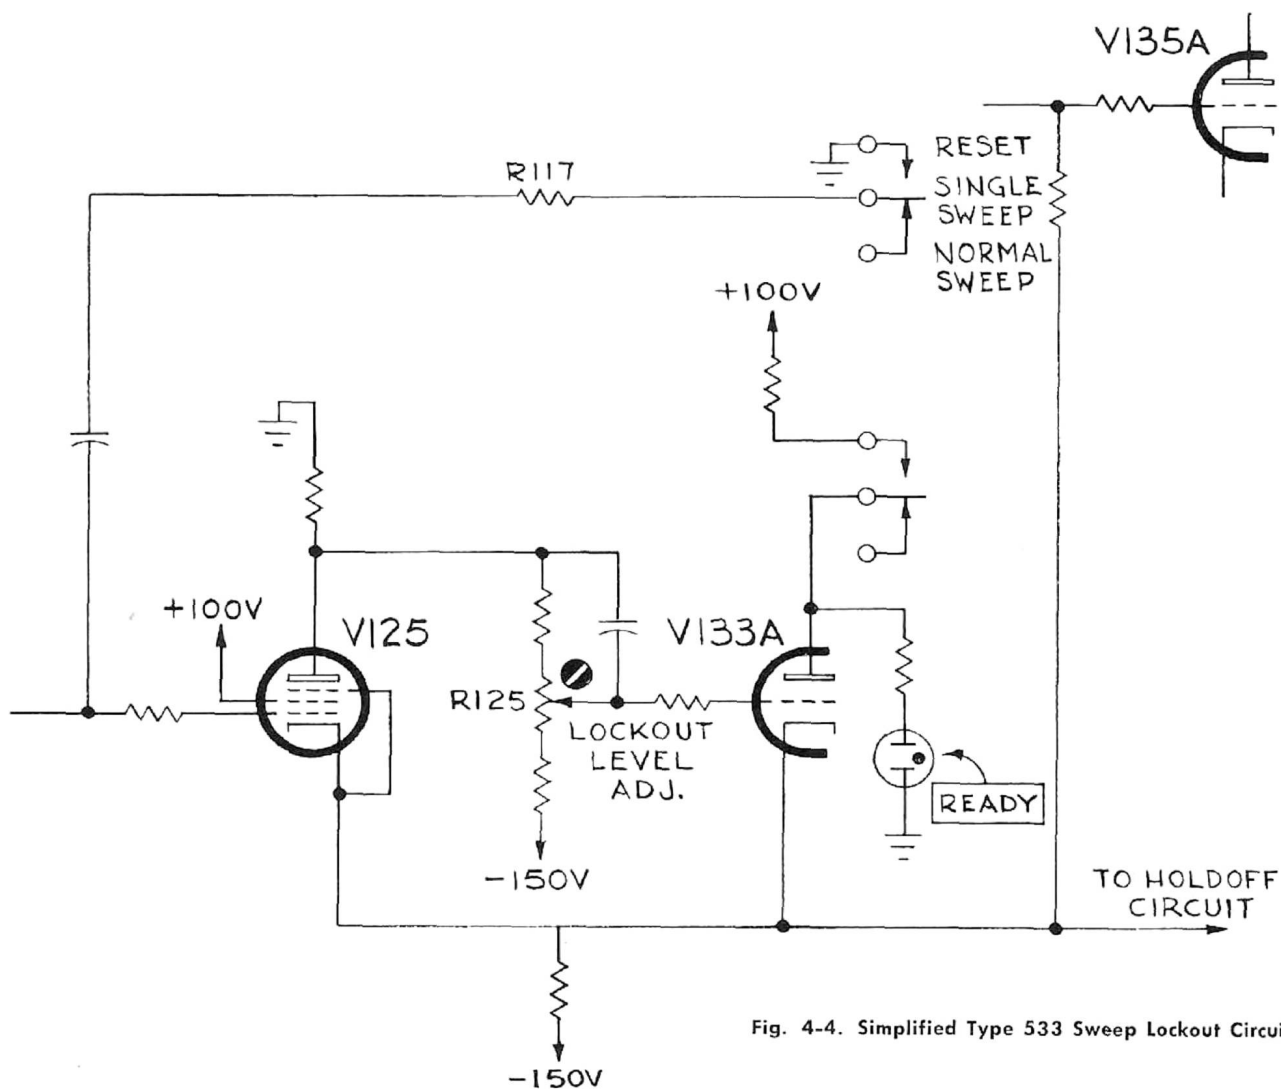 V135A
RESET
R117
SINGLE
SWEEP
NORMAL
SWEEP
+100V
+100V
V125
V133A
R125
LOCKOUT
LEVEL
ADJ.
READY
-150V
TO HOLDOFF
CIRCUIT
Fig. 4-4. Simplified Type 533 Sweep Lockout Circui
-150V